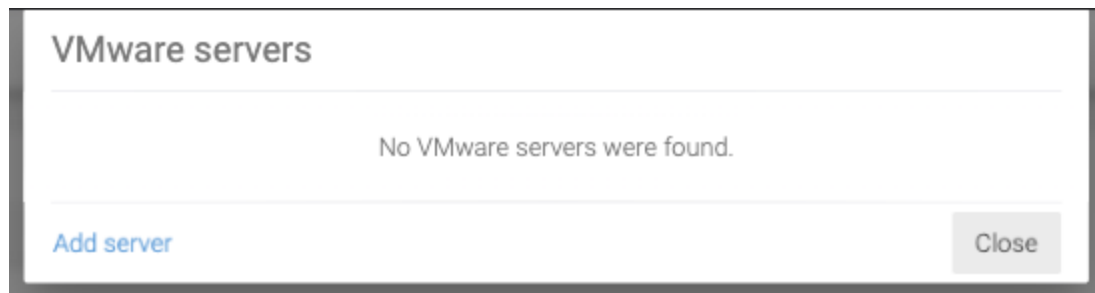 VMware servers
No VMware servers were found.
Add server
Close